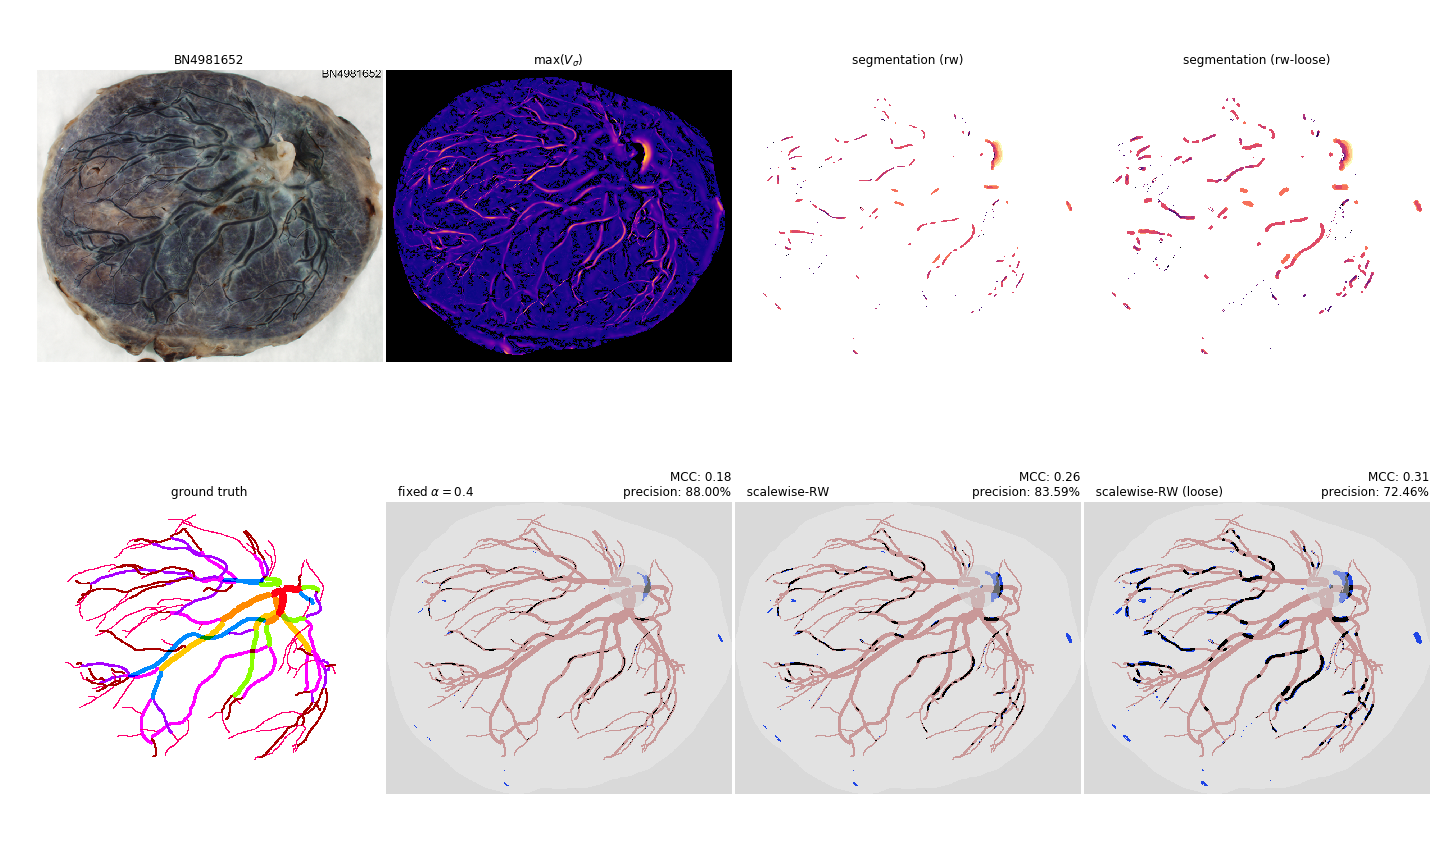 BN4981652
max(Vσ)
segmentation (rw)
segmentation (rw-loose)
BN4981652
ground truth
fixed α = 0.4
MCC: 0.18
precision: 88.00%
scalewise-RW
MCC: 0.26
precision: 83.59%
scalewise-RW (loose)
MCC: 0.31
precision: 72.46%